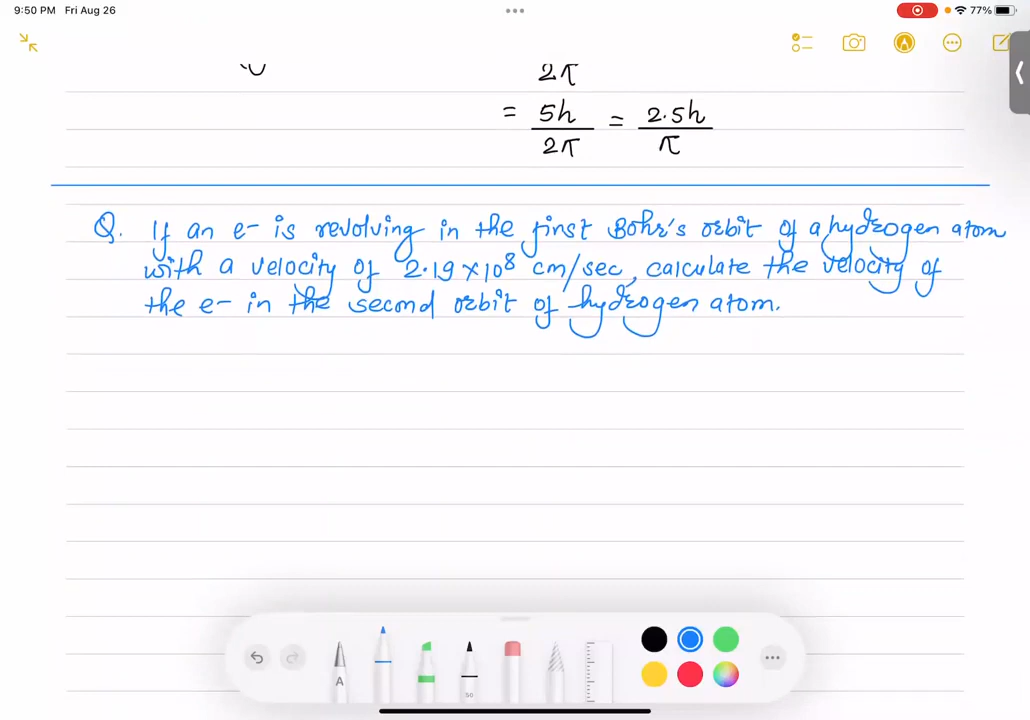 9:50 PM Fri Aug 26
77%
2π
= 5h/2π = 2.5h/π
Q. If an e- is revolving in the first Bohr's orbit of a hydrogen atom
with a velocity of 2.19×10⁸ cm/sec, calculate the velocity of
the e- in the second orbit of hydrogen atom.
A
50